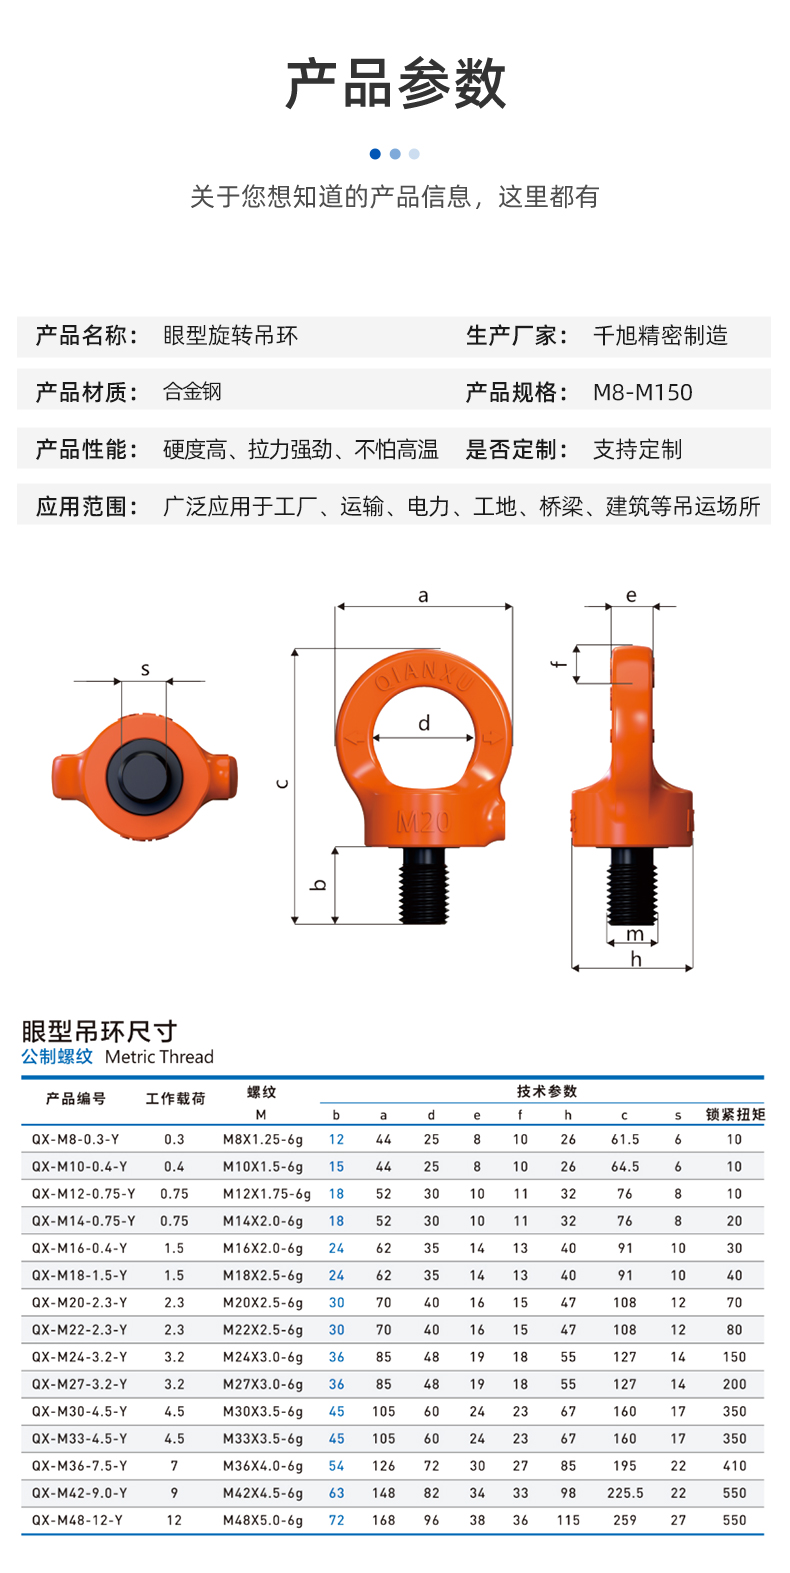 产品参数
关于您想知道的产品信息，这里都有
产品名称： 眼型旋转吊环 生产厂家： 千旭精密制造
产品材质： 合金钢 产品规格： M8-M150
产品性能： 硬度高、拉力强劲、不怕高温 是否定制： 支持定制
应用范围： 广泛应用于工厂、运输、电力、工地、桥梁、建筑等吊运场所
a
e
s
f
QIANXU
d
c
M20
b
m
h
眼型吊环尺寸
公制螺纹 Metric Thread
产品编号 工作载荷 螺纹 技术参数
M b a d e f h c s 锁紧扭矩
QX-M8-0.3-Y 0.3 M8X1.25-6g 12 44 25 8 10 26 61.5 6 10
QX-M10-0.4-Y 0.4 M10X1.5-6g 15 44 25 8 10 26 64.5 6 10
QX-M12-0.75-Y 0.75 M12X1.75-6g 18 52 30 10 11 32 76 8 10
QX-M14-0.75-Y 0.75 M14X2.0-6g 18 52 30 10 11 32 76 8 20
QX-M16-0.4-Y 1.5 M16X2.0-6g 24 62 35 14 13 40 91 10 30
QX-M18-1.5-Y 1.5 M18X2.5-6g 24 62 35 14 13 40 91 10 40
QX-M20-2.3-Y 2.3 M20X2.5-6g 30 70 40 16 15 47 108 12 70
QX-M22-2.3-Y 2.3 M22X2.5-6g 30 70 40 16 15 47 108 12 80
QX-M24-3.2-Y 3.2 M24X3.0-6g 36 85 48 19 18 55 127 14 150
QX-M27-3.2-Y 3.2 M27X3.0-6g 36 85 48 19 18 55 127 14 200
QX-M30-4.5-Y 4.5 M30X3.5-6g 45 105 60 24 23 67 160 17 350
QX-M33-4.5-Y 4.5 M33X3.5-6g 45 105 60 24 23 67 160 17 350
QX-M36-7.5-Y 7 M36X4.0-6g 54 126 72 30 27 85 195 22 410
QX-M42-9.0-Y 9 M42X4.5-6g 63 148 82 34 33 98 225.5 22 550
QX-M48-12-Y 12 M48X5.0-6g 72 168 96 38 36 115 259 27 550